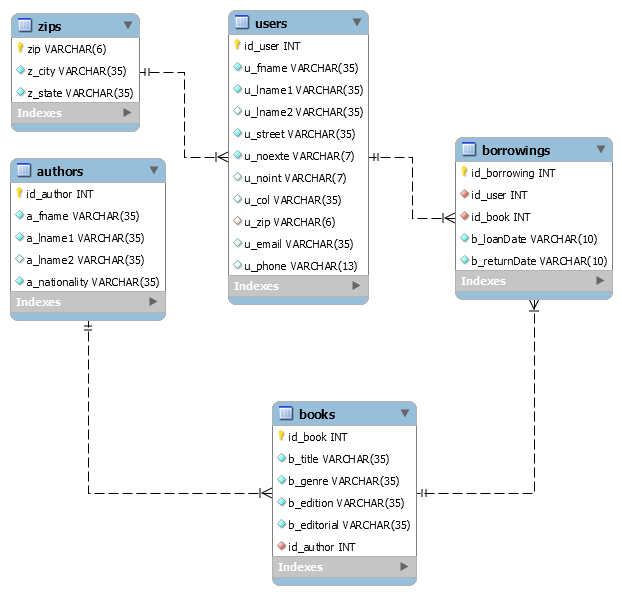 zips
zip VARCHAR(6)
z_city VARCHAR(35)
z_state VARCHAR(35)
Indexes
users
id_user INT
u_fname VARCHAR(35)
u_lname1 VARCHAR(35)
u_lname2 VARCHAR(35)
u_street VARCHAR(35)
u_noexte VARCHAR(7)
u_noint VARCHAR(7)
u_col VARCHAR(35)
u_zip VARCHAR(6)
u_email VARCHAR(35)
u_phone VARCHAR(13)
Indexes
authors
id_author INT
a_fname VARCHAR(35)
a_lname1 VARCHAR(35)
a_lname2 VARCHAR(35)
a_nationality VARCHAR(35)
Indexes
borrowings
id_borrowing INT
id_user INT
id_book INT
b_loanDate VARCHAR(10)
b_returnDate VARCHAR(10)
Indexes
books
id_book INT
b_title VARCHAR(35)
b_genre VARCHAR(35)
b_edition VARCHAR(35)
b_editorial VARCHAR(35)
id_author INT
Indexes